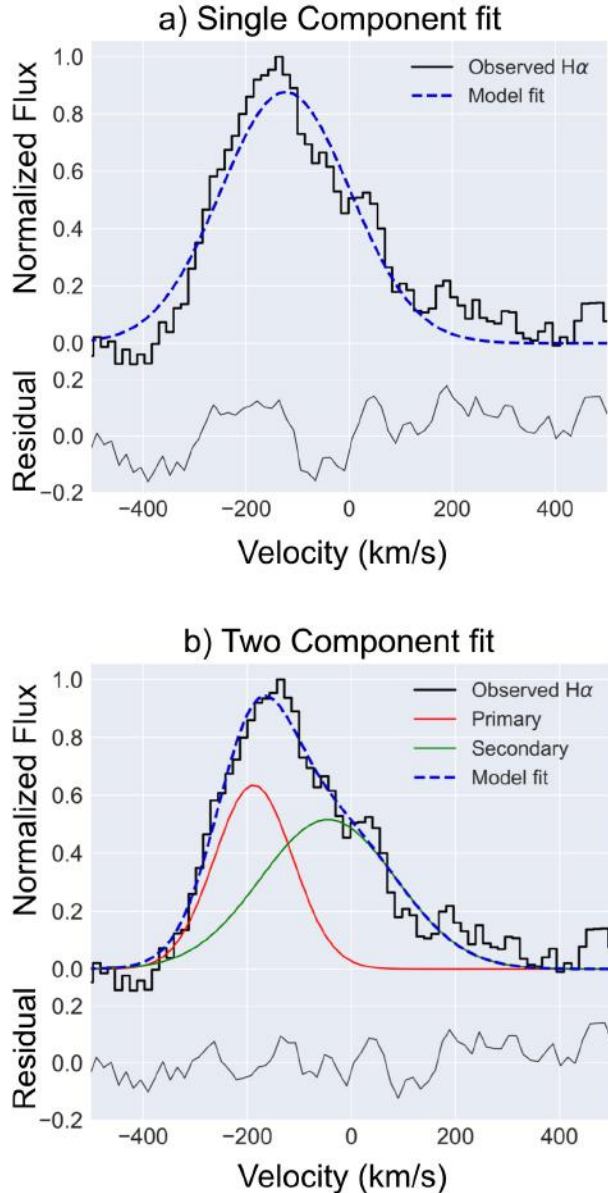 a) Single Component fit
1.0
0.8
0.6
0.4
0.2
0.0
Normalized Flux
Observed Hα
Model fit
0.2
0.0
−0.2
Residual
−400 −200 0 200 400
Velocity (km/s)
b) Two Component fit
1.0
0.8
0.6
0.4
0.2
0.0
Normalized Flux
Observed Hα
Primary
Secondary
Model fit
0.2
0.0
−0.2
Residual
−400 −200 0 200 400
Velocity (km/s)